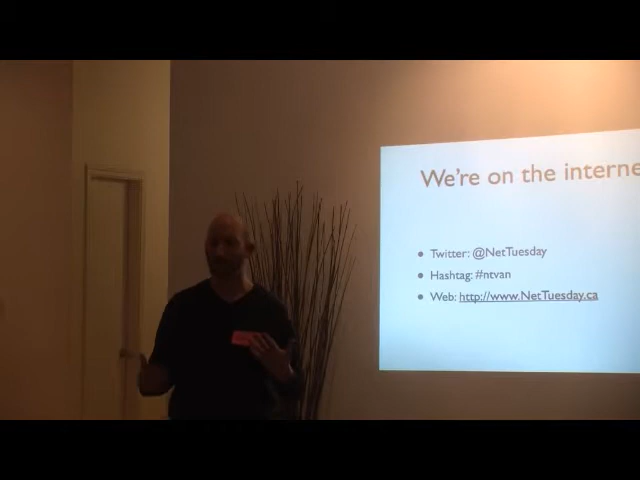 We're on the interne
• Twitter: @NetTuesday
• Hashtag: #ntvan
• Web: http://www.NetTuesday.ca